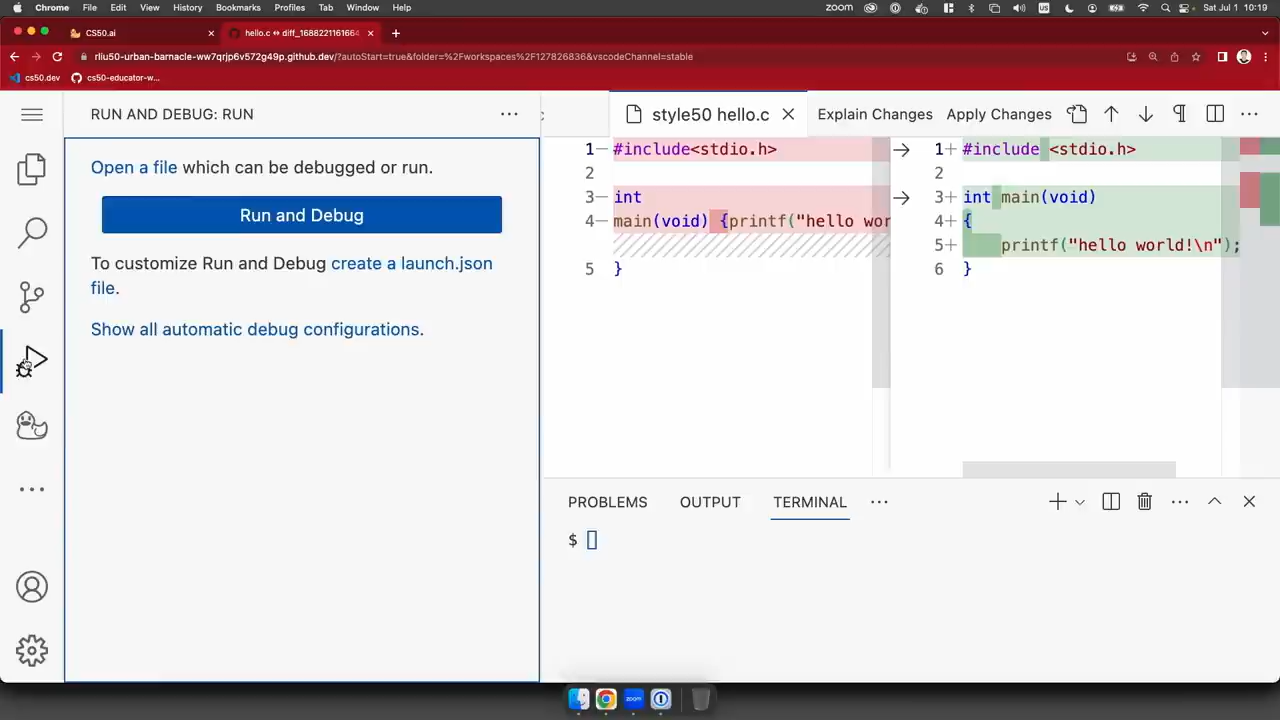 Chrome File Edit View History Bookmarks Profiles Tab Window Help zoom US Sat Jul 1 10:19
CS50.ai hello.c ↔ diff_1688221161664
rliu50-urban-barnacle-ww7qrjp6v572g49p.github.dev/?autoStart=true&folder=%2Fworkspaces%2F127826836&vscodeChannel=stable
cs50.dev cs50-educator-w...
RUN AND DEBUG: RUN
style50 hello.c Explain Changes Apply Changes
Open a file which can be debugged or run.
Run and Debug
To customize Run and Debug create a launch.json
file.
Show all automatic debug configurations.
1− #include<stdio.h>
2
3− int
4− main(void) {printf("hello wor
5 }
1+ #include <stdio.h>
2
3+ int main(void)
4+ {
5+ printf("hello world!\n");
6 }
PROBLEMS OUTPUT TERMINAL
$
zoom